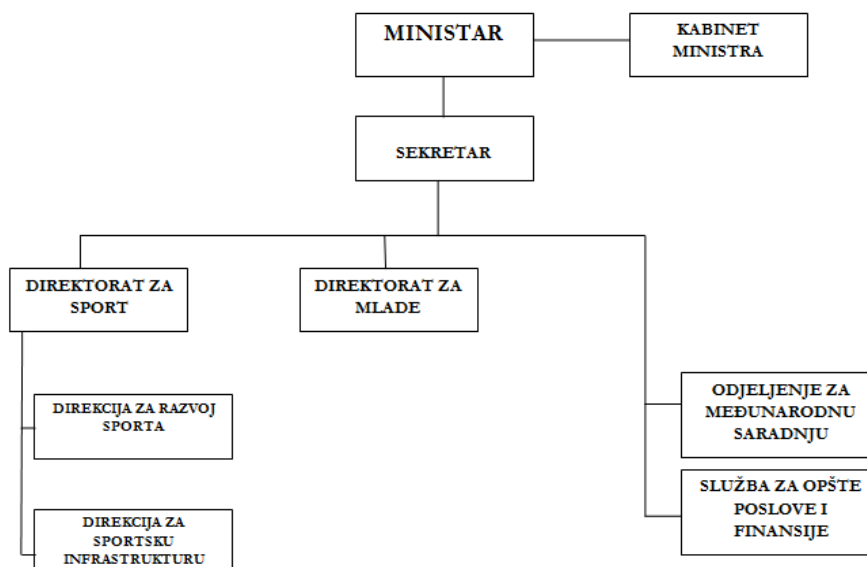 MINISTAR
KABINET
MINISTRA
SEKRETAR
DIREKTORAT ZA
SPORT
DIREKTORAT ZA
MLADE
DIREKCIJA ZA RAZVOJ
SPORTA
ODJELJENJE ZA
MEĐUNARODNU
SARADNJU
SLUŽBA ZA OPŠTE
POSLOVE I
FINANSIJE
DIREKCIJA ZA
SPORTSKU
INFRASTRUKTURU